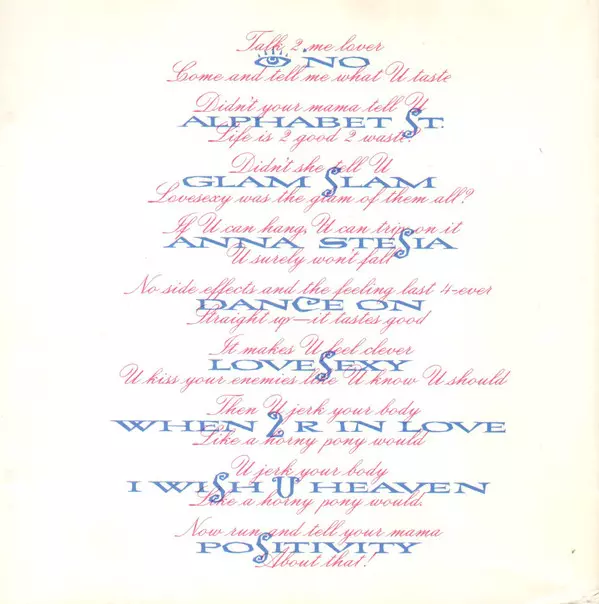 Talk 2 me lover
👁 NO
Come and tell me what U taste
Didn't your mama tell U
ALPHABET ST.
Life is 2 good 2 waste?
Didn't she tell U
GLAM SLAM
Lovesexy was the glam of them all?
If U can hang, U can trip on it
ANNA STESIA
U surely won't fall
No side effects and the feeling last 4-ever
DANCE ON
Straight up—it tastes good
It makes U feel clever
LOVESEXY
U kiss your enemies like U know U should
Then U jerk your body
WHEN 2 R IN LOVE
Like a horny pony would
U jerk your body
I WISH U HEAVEN
Like a horny pony would.
Now run and tell your mama
POSITIVITY
About that!